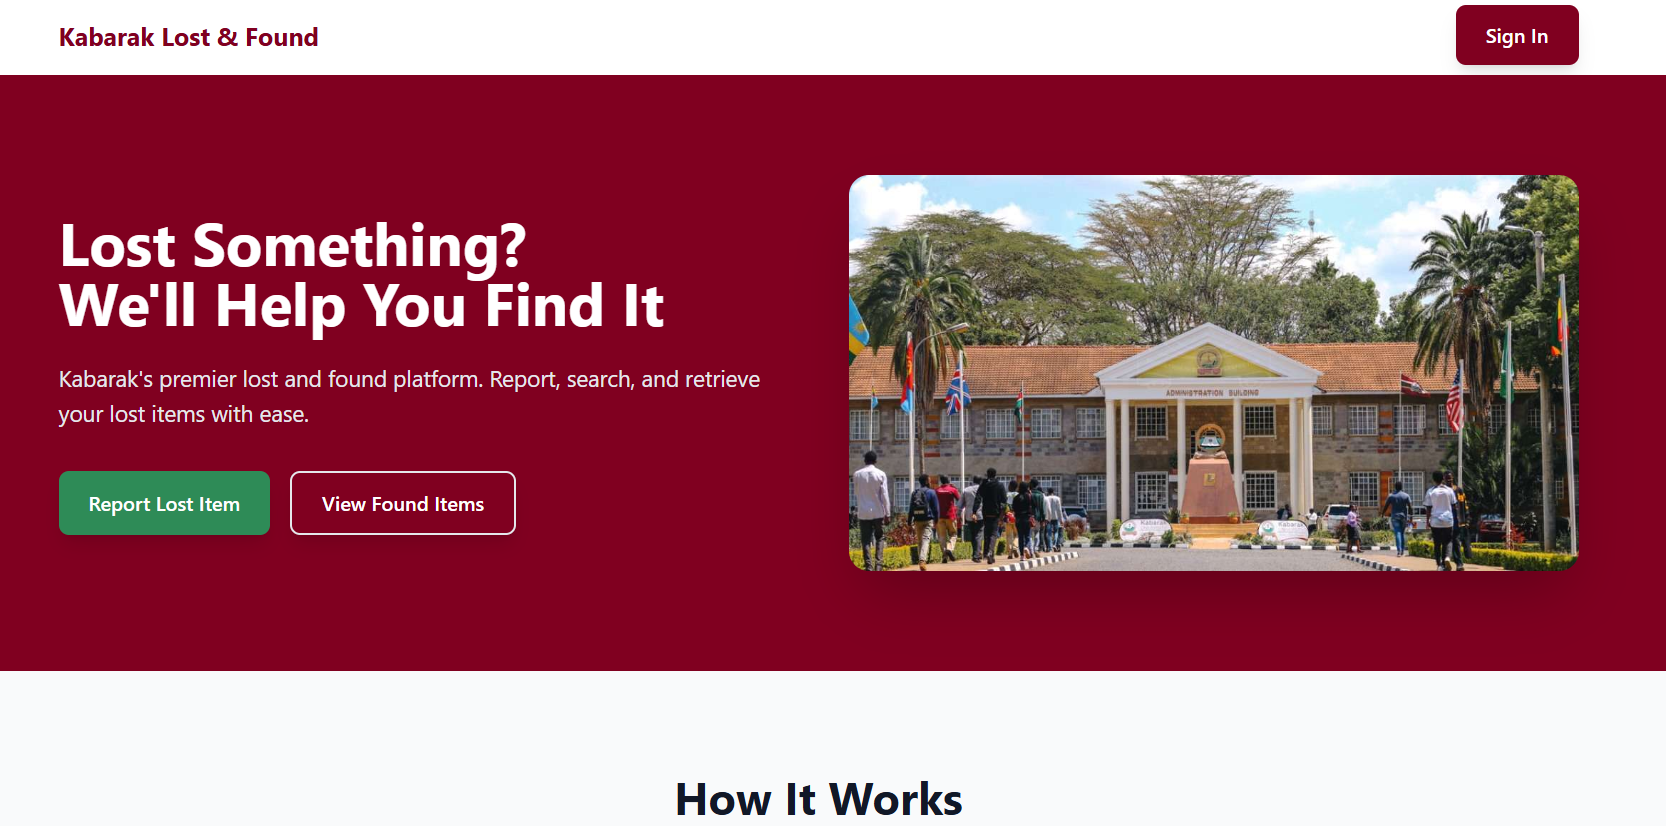 Kabarak Lost & Found
Sign In
Lost Something?
We'll Help You Find It
Kabarak's premier lost and found platform. Report, search, and retrieve
your lost items with ease.
Report Lost Item
View Found Items
ADMINISTRATION BUILDING
Kabarak
Kabarak
How It Works